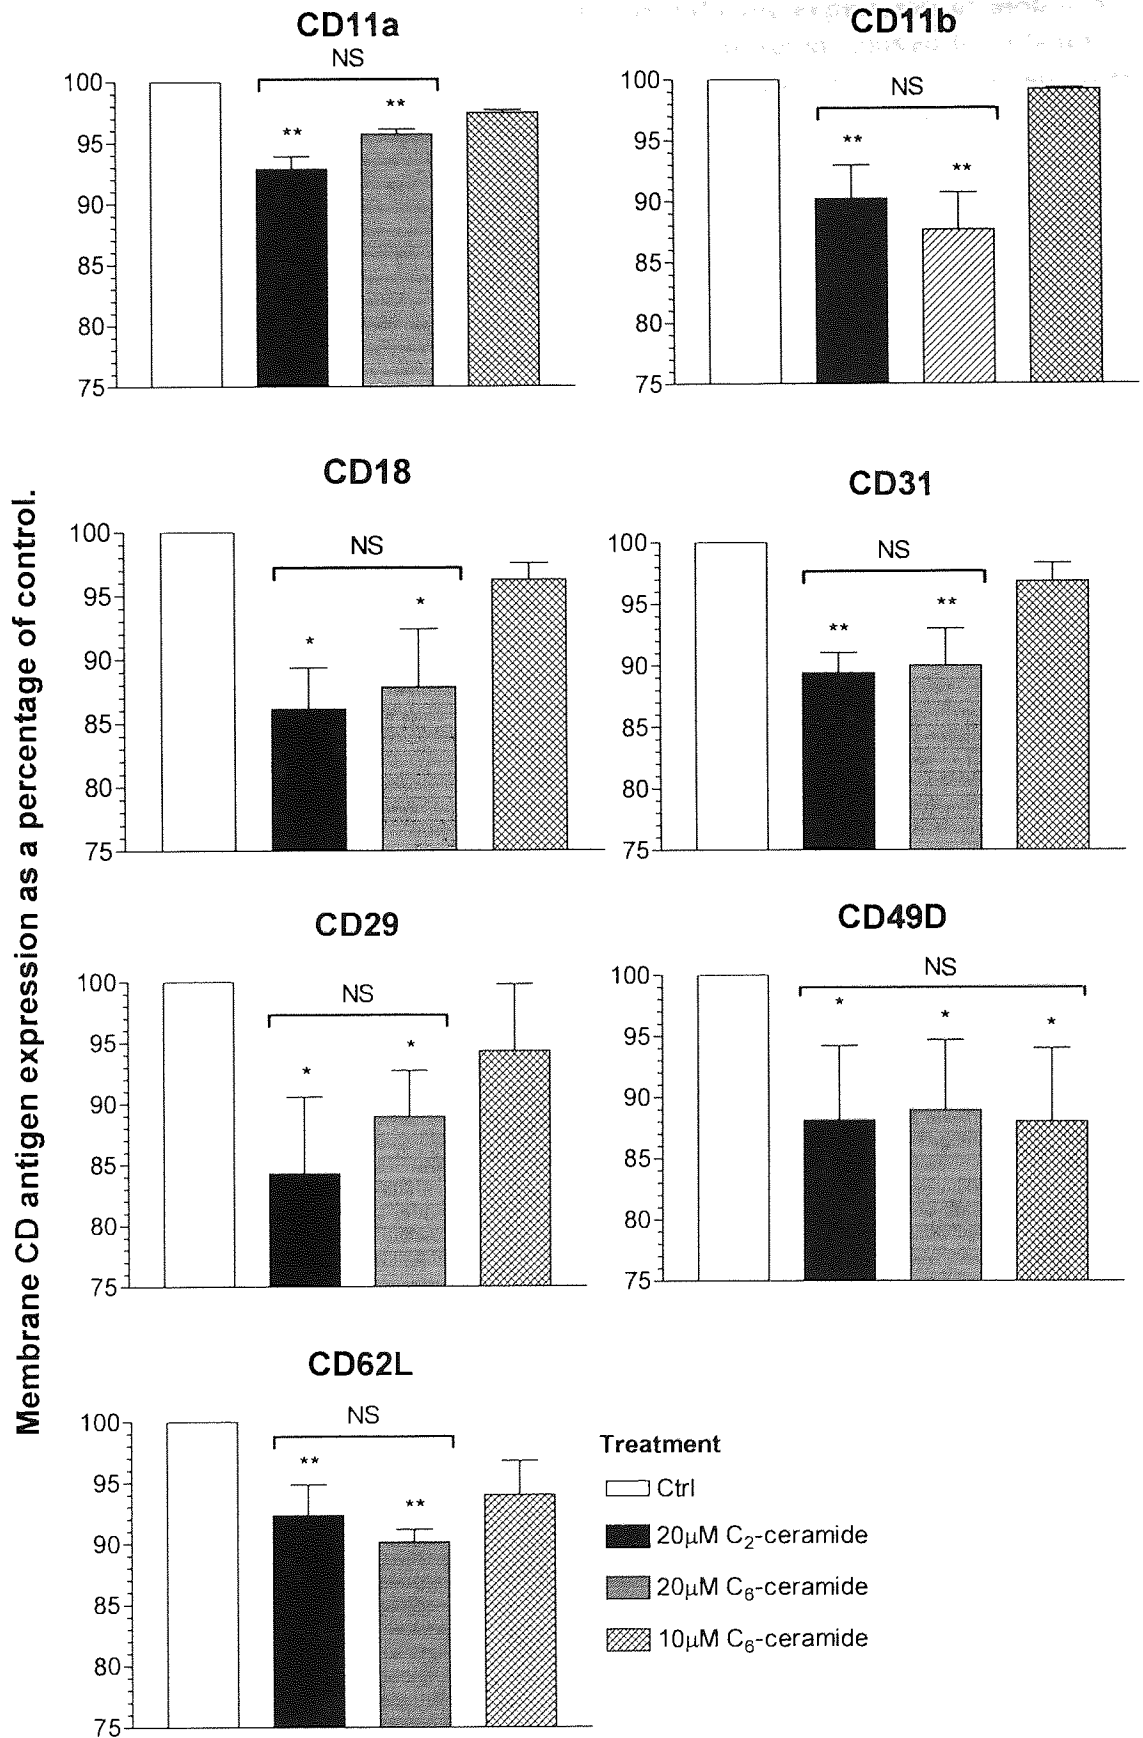 CD11a
NS
100
95
90
85
80
75
**
**
CD11b
NS
100
95
90
85
80
75
**
**
Membrane CD antigen expression as a percentage of control.
CD18
NS
100
95
90
85
80
75
*
*
CD31
NS
100
95
90
85
80
75
**
**
CD29
NS
100
95
90
85
80
75
*
*
CD49D
NS
100
95
90
85
80
75
*
*
*
CD62L
NS
100
95
90
85
80
75
**
**
Treatment
Ctrl
20μM C₂-ceramide
20μM C₆-ceramide
10μM C₆-ceramide